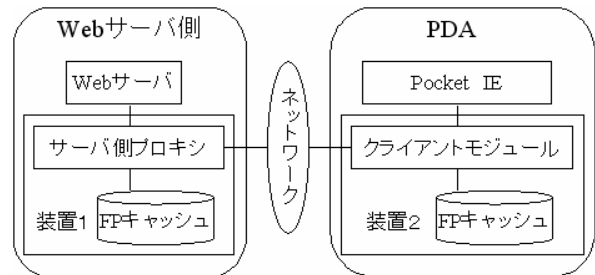 Webサーバ側
Webサーバ
サーバ側プロキシ
装置1
FPキャッシュ
ネットワーク
PDA
Pocket IE
クライアントモジュール
装置2
FPキャッシュ